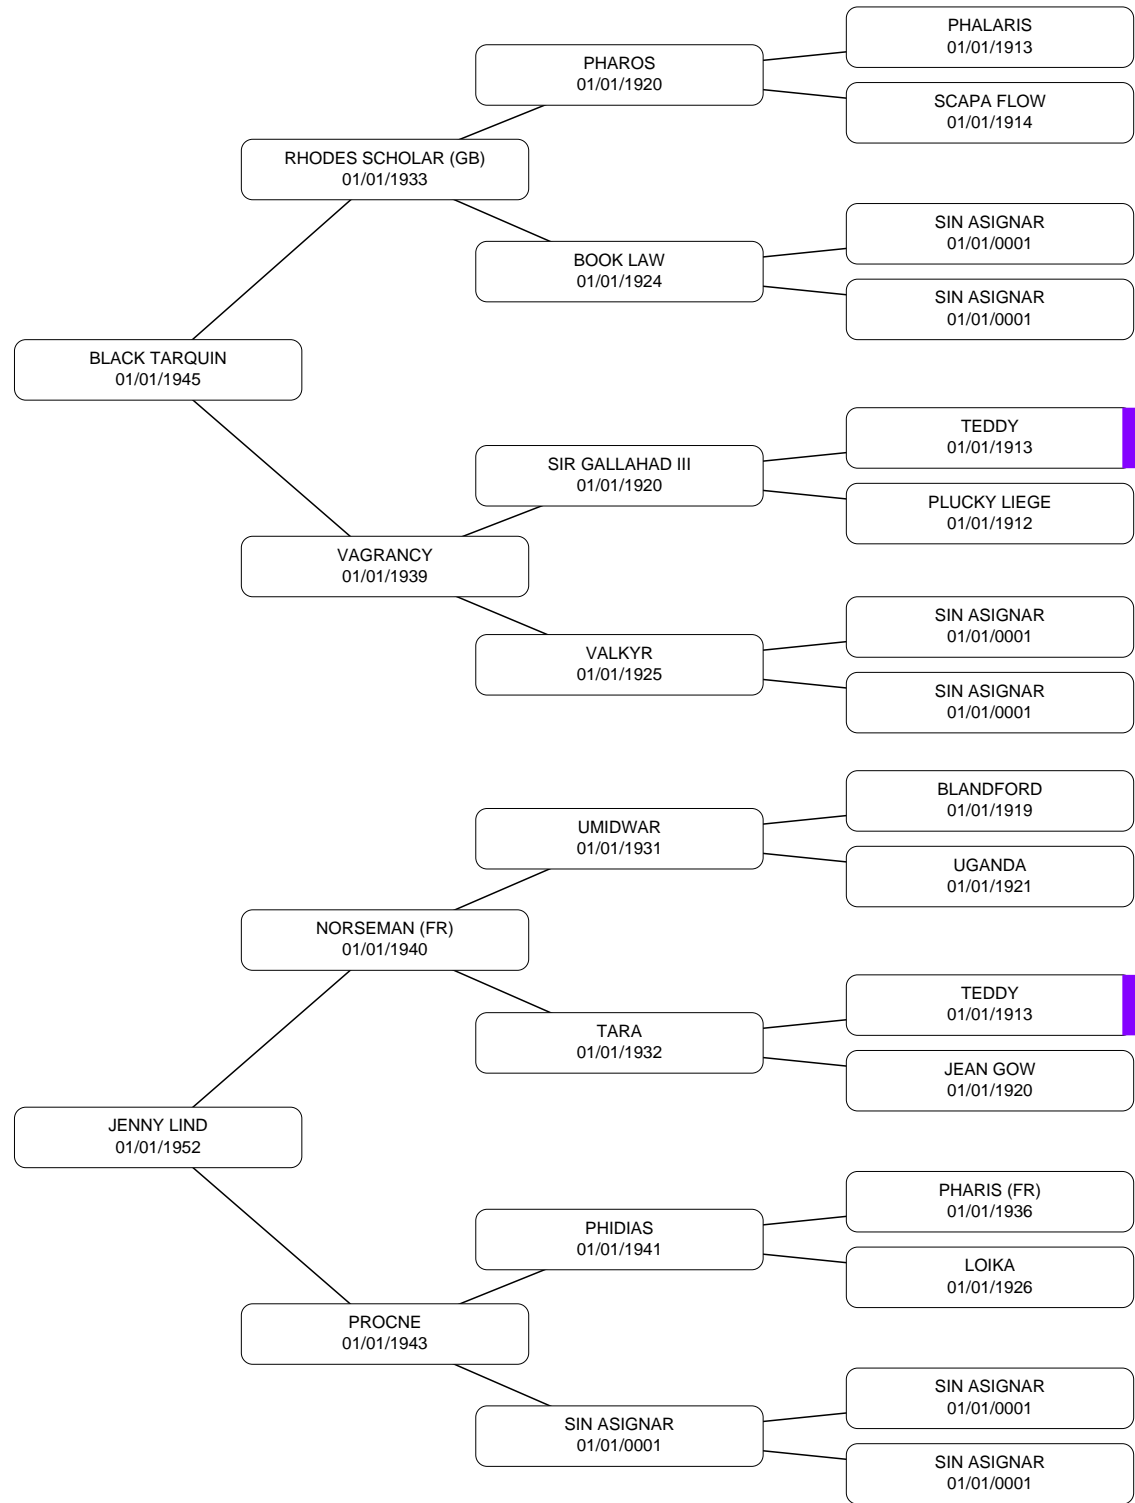 PHALARIS
01/01/1913
PHAROS
01/01/1920
SCAPA FLOW
01/01/1914
RHODES SCHOLAR (GB)
01/01/1933
SIN ASIGNAR
01/01/0001
BOOK LAW
01/01/1924
SIN ASIGNAR
01/01/0001
BLACK TARQUIN
01/01/1945
TEDDY
01/01/1913
SIR GALLAHAD III
01/01/1920
PLUCKY LIEGE
01/01/1912
VAGRANCY
01/01/1939
SIN ASIGNAR
01/01/0001
VALKYR
01/01/1925
SIN ASIGNAR
01/01/0001
BLANDFORD
01/01/1919
UMIDWAR
01/01/1931
UGANDA
01/01/1921
NORSEMAN (FR)
01/01/1940
TEDDY
01/01/1913
TARA
01/01/1932
JEAN GOW
01/01/1920
JENNY LIND
01/01/1952
PHARIS (FR)
01/01/1936
PHIDIAS
01/01/1941
LOIKA
01/01/1926
PROCNE
01/01/1943
SIN ASIGNAR
01/01/0001
SIN ASIGNAR
01/01/0001
SIN ASIGNAR
01/01/0001